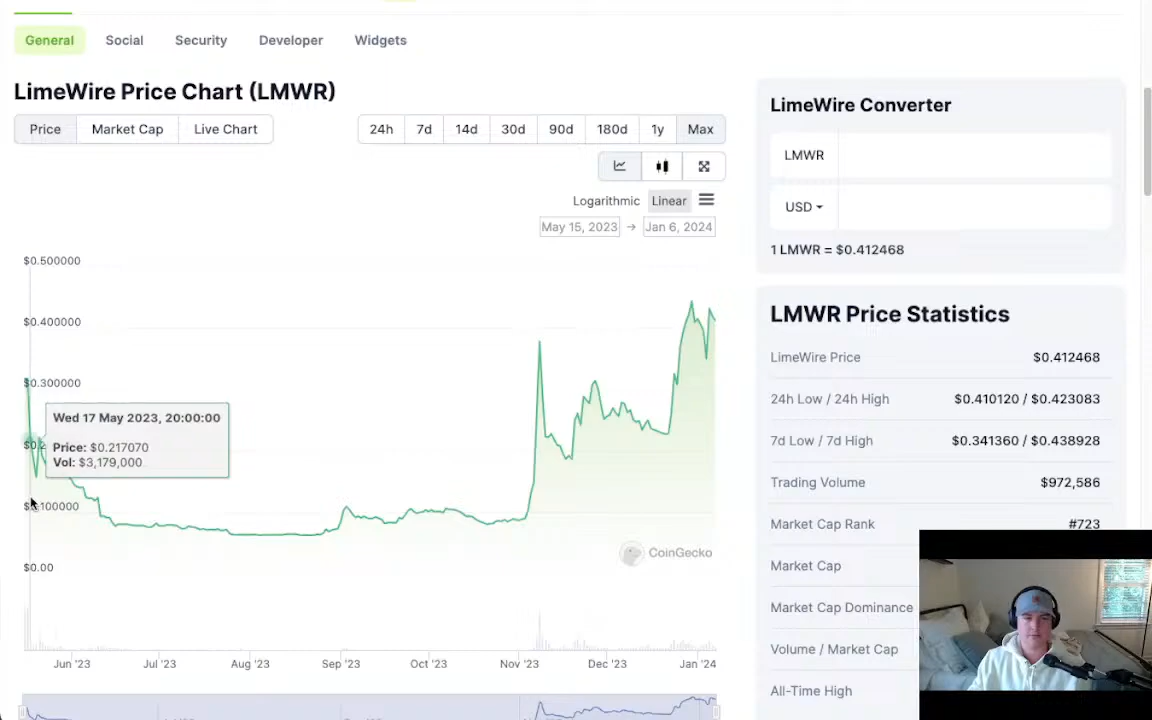 General Social Security Developer Widgets
LimeWire Price Chart (LMWR)
Price Market Cap Live Chart
24h 7d 14d 30d 90d 180d 1y Max
Logarithmic Linear
May 15, 2023 → Jan 6, 2024
$0.500000
$0.400000
$0.300000
$0.2
$0.100000
$0.00
Wed 17 May 2023, 20:00:00
Price: $0.217070
Vol: $3,179,000
CoinGecko
Jun '23 Jul '23 Aug '23 Sep '23 Oct '23 Nov '23 Dec '23 Jan '24
LimeWire Converter
LMWR
USD
1 LMWR = $0.412468
LMWR Price Statistics
LimeWire Price $0.412468
24h Low / 24h High $0.410120 / $0.423083
7d Low / 7d High $0.341360 / $0.438928
Trading Volume $972,586
Market Cap Rank #723
Market Cap
Market Cap Dominance
Volume / Market Cap
All-Time High